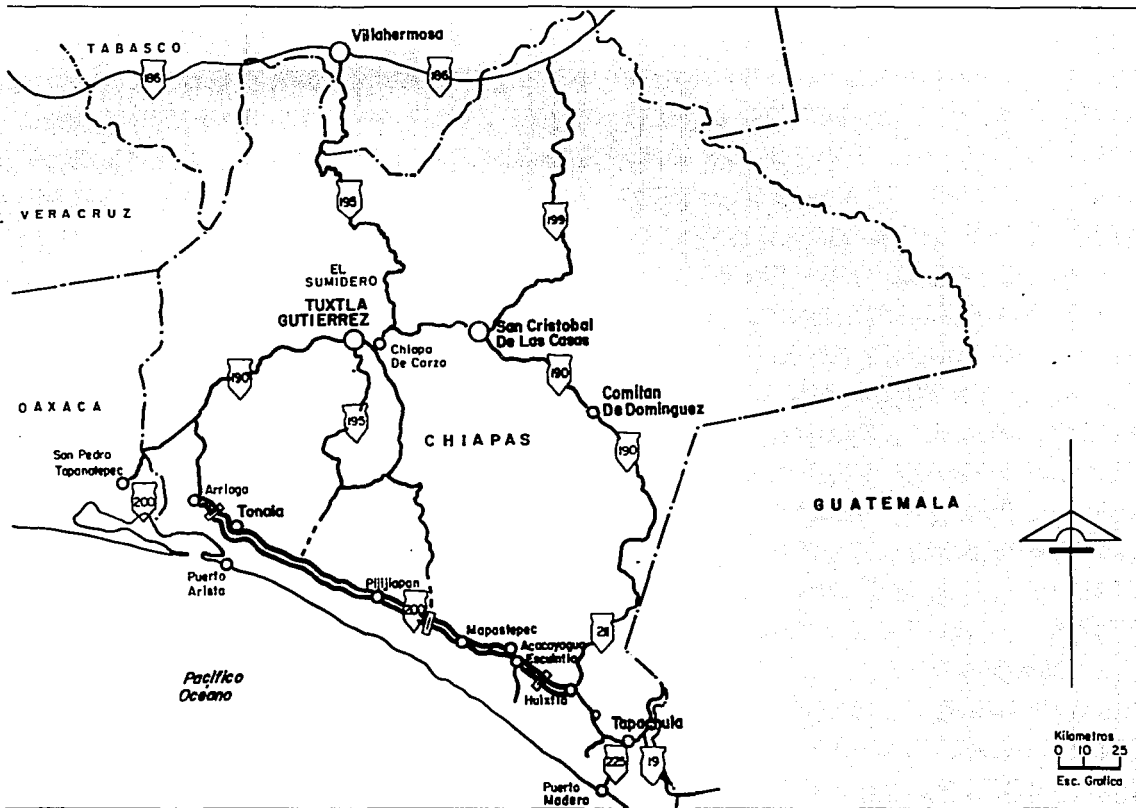 Villahermosa
TABASCO
186
186
VERACRUZ
195
199
EL
SUMIDERO
TUXTLA
GUTIERREZ
San Cristobal
De Las Casas
Chiapa
De Corzo
190
190
Comitan
De Dominguez
OAXACA
195
CHIAPAS
190
San Pedro
Tapanatepec
200
Arriaga
Tonala
GUATEMALA
Puerto
Arista
Pijijiapan
200
Mapastepec
Acacoyagua
Escuintla
211
Huixtla
Pacifico
Oceano
Tapachula
225
19
Puerto
Madero
Kilometros
0 10 25
Esc. Grafica